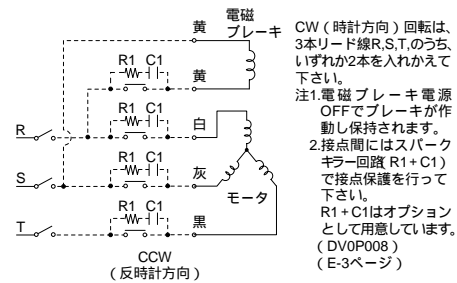 電磁
ブレーキ
黄
R1 C1
黄
R1 C1
白
R
R1 C1
灰
S
モータ
R1 C1
黒
T
CCW
（反時計方向）
CW（時計方向）回転は、
3本リード線R,S,T,のうち、
いずれか2本を入れかえて
下さい。
注1.電磁ブレーキ電源
OFFでブレーキが作
動し保持されます。
2.接点間にはスパーク
キラー回路（R1+C1）
で接点保護を行って
下さい。
R1+C1はオプション
として用意しています。
（DV0P008）
（E-3ページ）